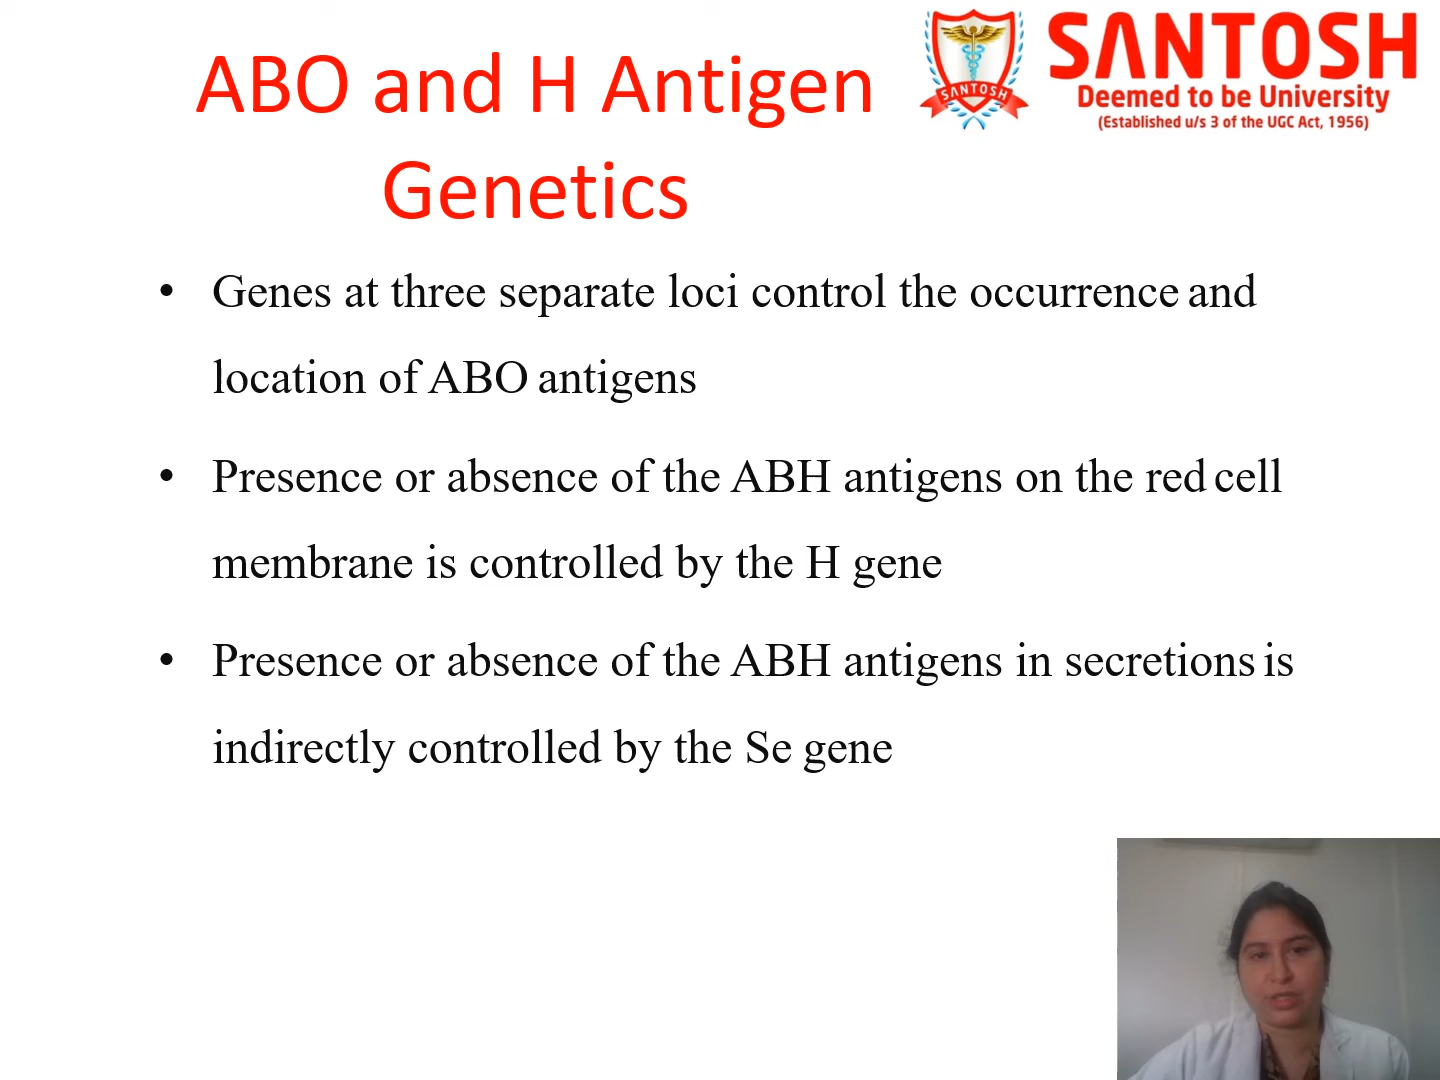 ABO and H Antigen
Genetics
SANTOSH
SANTOSH
Deemed to be University
(Established u/s 3 of the UGC Act, 1956)
• Genes at three separate loci control the occurrence and
location of ABO antigens
• Presence or absence of the ABH antigens on the red cell
membrane is controlled by the H gene
• Presence or absence of the ABH antigens in secretions is
indirectly controlled by the Se gene